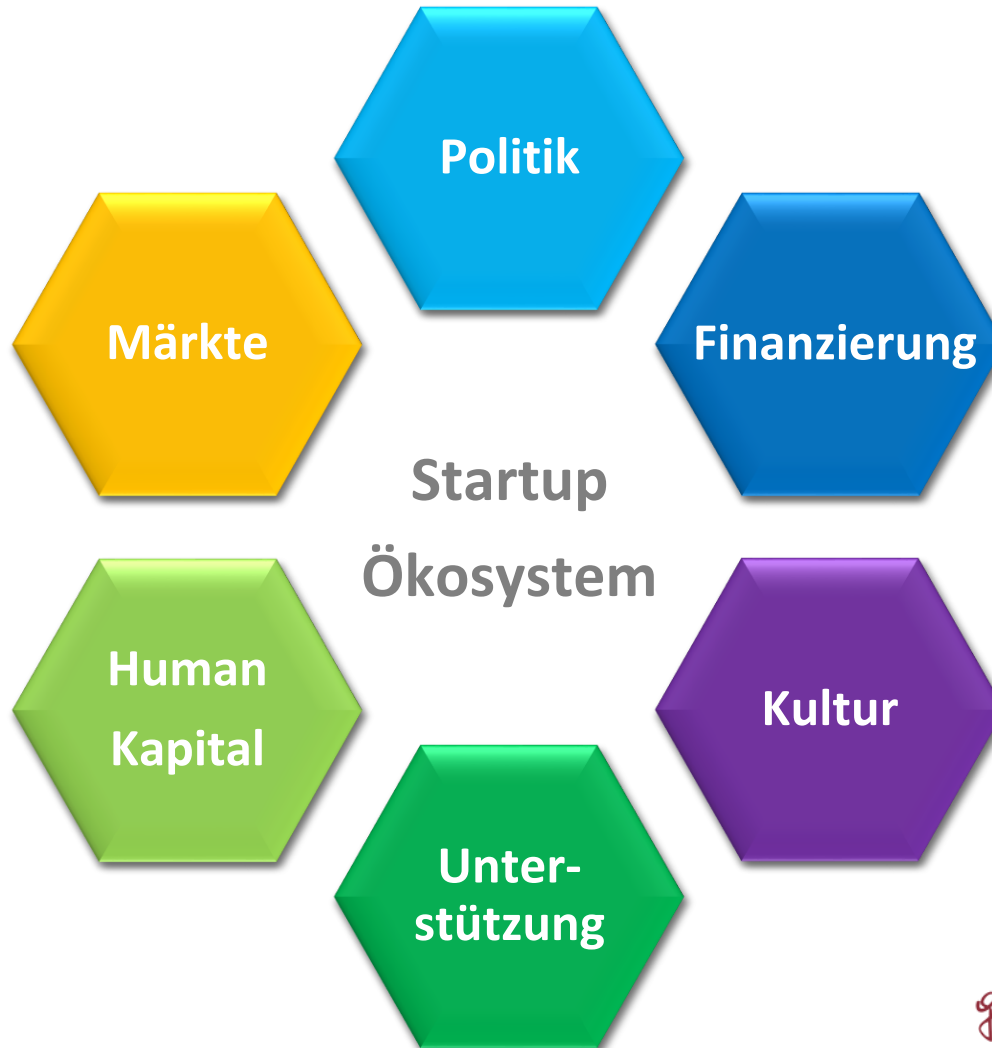 Politik
Märkte
Finanzierung
Startup
Ökosystem
Human
Kapital
Kultur
Unter-
stützung